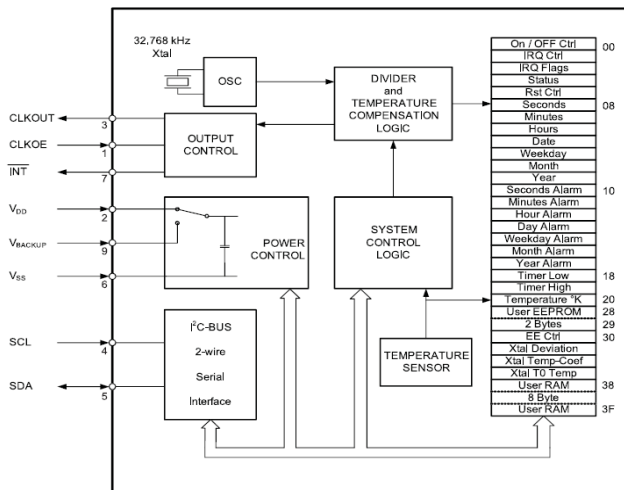 32,768 kHz
Xtal
OSC
DIVIDER
and
TEMPERATURE
COMPENSATION
LOGIC
CLKOUT
3
CLKOE
1
INT
7
OUTPUT
CONTROL
VDD
2
VBACKUP
9
VSS
6
POWER
CONTROL
SYSTEM
CONTROL
LOGIC
SCL
4
SDA
5
I²C-BUS
2-wire
Serial
Interface
TEMPERATURE
SENSOR
On / OFF Ctrl 00
IRQ Ctrl
IRQ Flags
Status
Rst Ctrl
Seconds 08
Minutes
Hours
Date
Weekday
Month
Year
Seconds Alarm 10
Minutes Alarm
Hour Alarm
Day Alarm
Weekday Alarm
Month Alarm
Year Alarm
Timer Low 18
Timer High
Temperature °K 20
User EEPROM 28
2 Bytes 29
EE Ctrl 30
Xtal Deviation
Xtal Temp-Coef
Xtal T0 Temp
User RAM 38
8 Byte
User RAM 3F